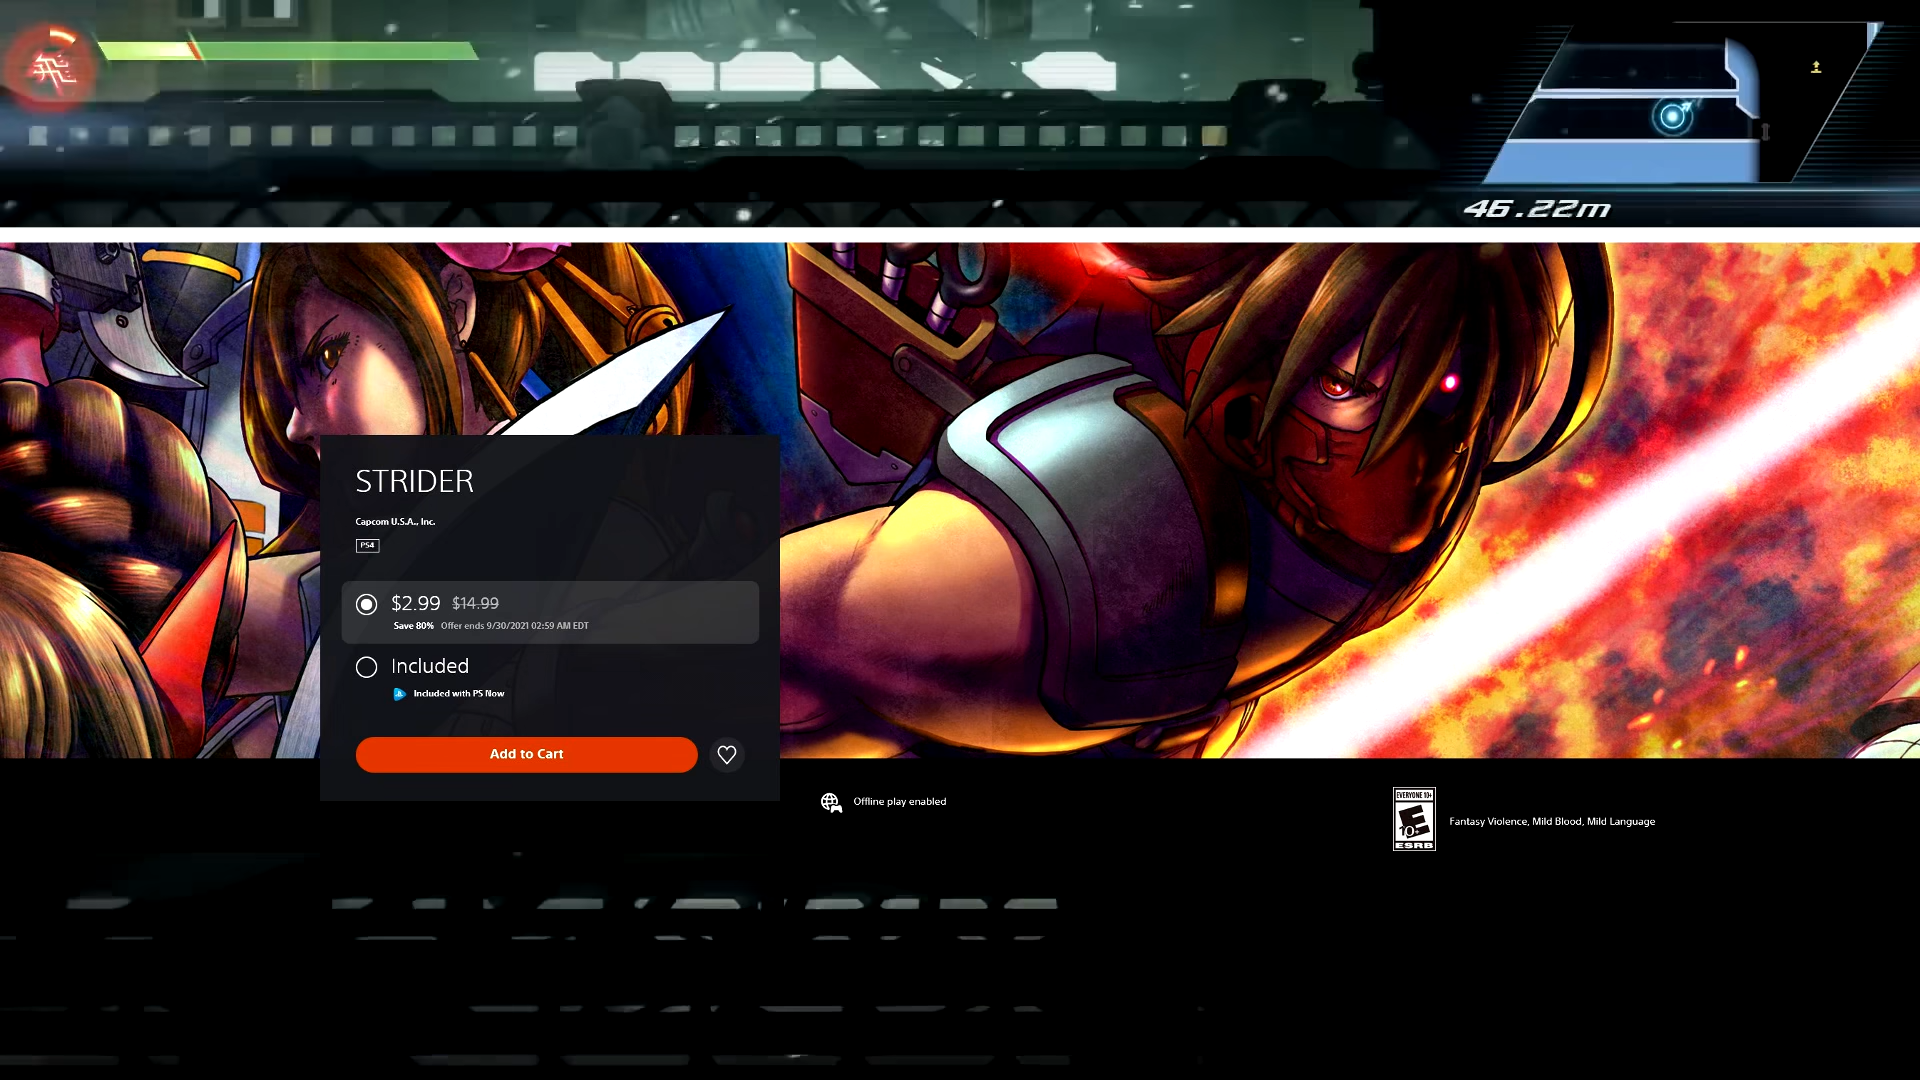 飛
46.22m
STRIDER
Capcom U.S.A., Inc.
PS4
$2.99 $14.99
Save 80% Offer ends 9/30/2021 02:59 AM EDT
Included
Included with PS Now
Add to Cart
Offline play enabled
EVERYONE 10+
E
10+
ESRB
Fantasy Violence, Mild Blood, Mild Language